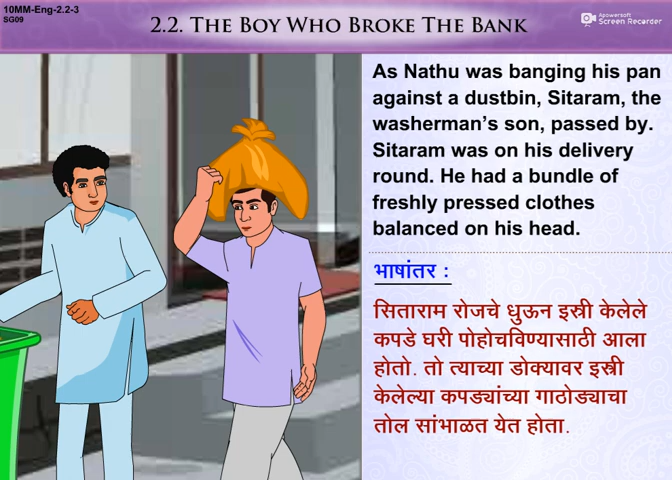 10MM-Eng-2.2-3
SG09
2.2. The Boy Who Broke The Bank
Apowersoft
Screen Recorder
As Nathu was banging his pan
against a dustbin, Sitaram, the
washerman's son, passed by.
Sitaram was on his delivery
round. He had a bundle of
freshly pressed clothes
balanced on his head.
भाषांतर :
सिताराम रोजचे धुऊन इस्री केलेले
कपडे घरी पोहोचविण्यासाठी आला
होतो. तो त्याच्या डोक्यावर इस्री
केलेल्या कपड्यांच्या गाठोड्याचा
तोल सांभाळत येत होता.